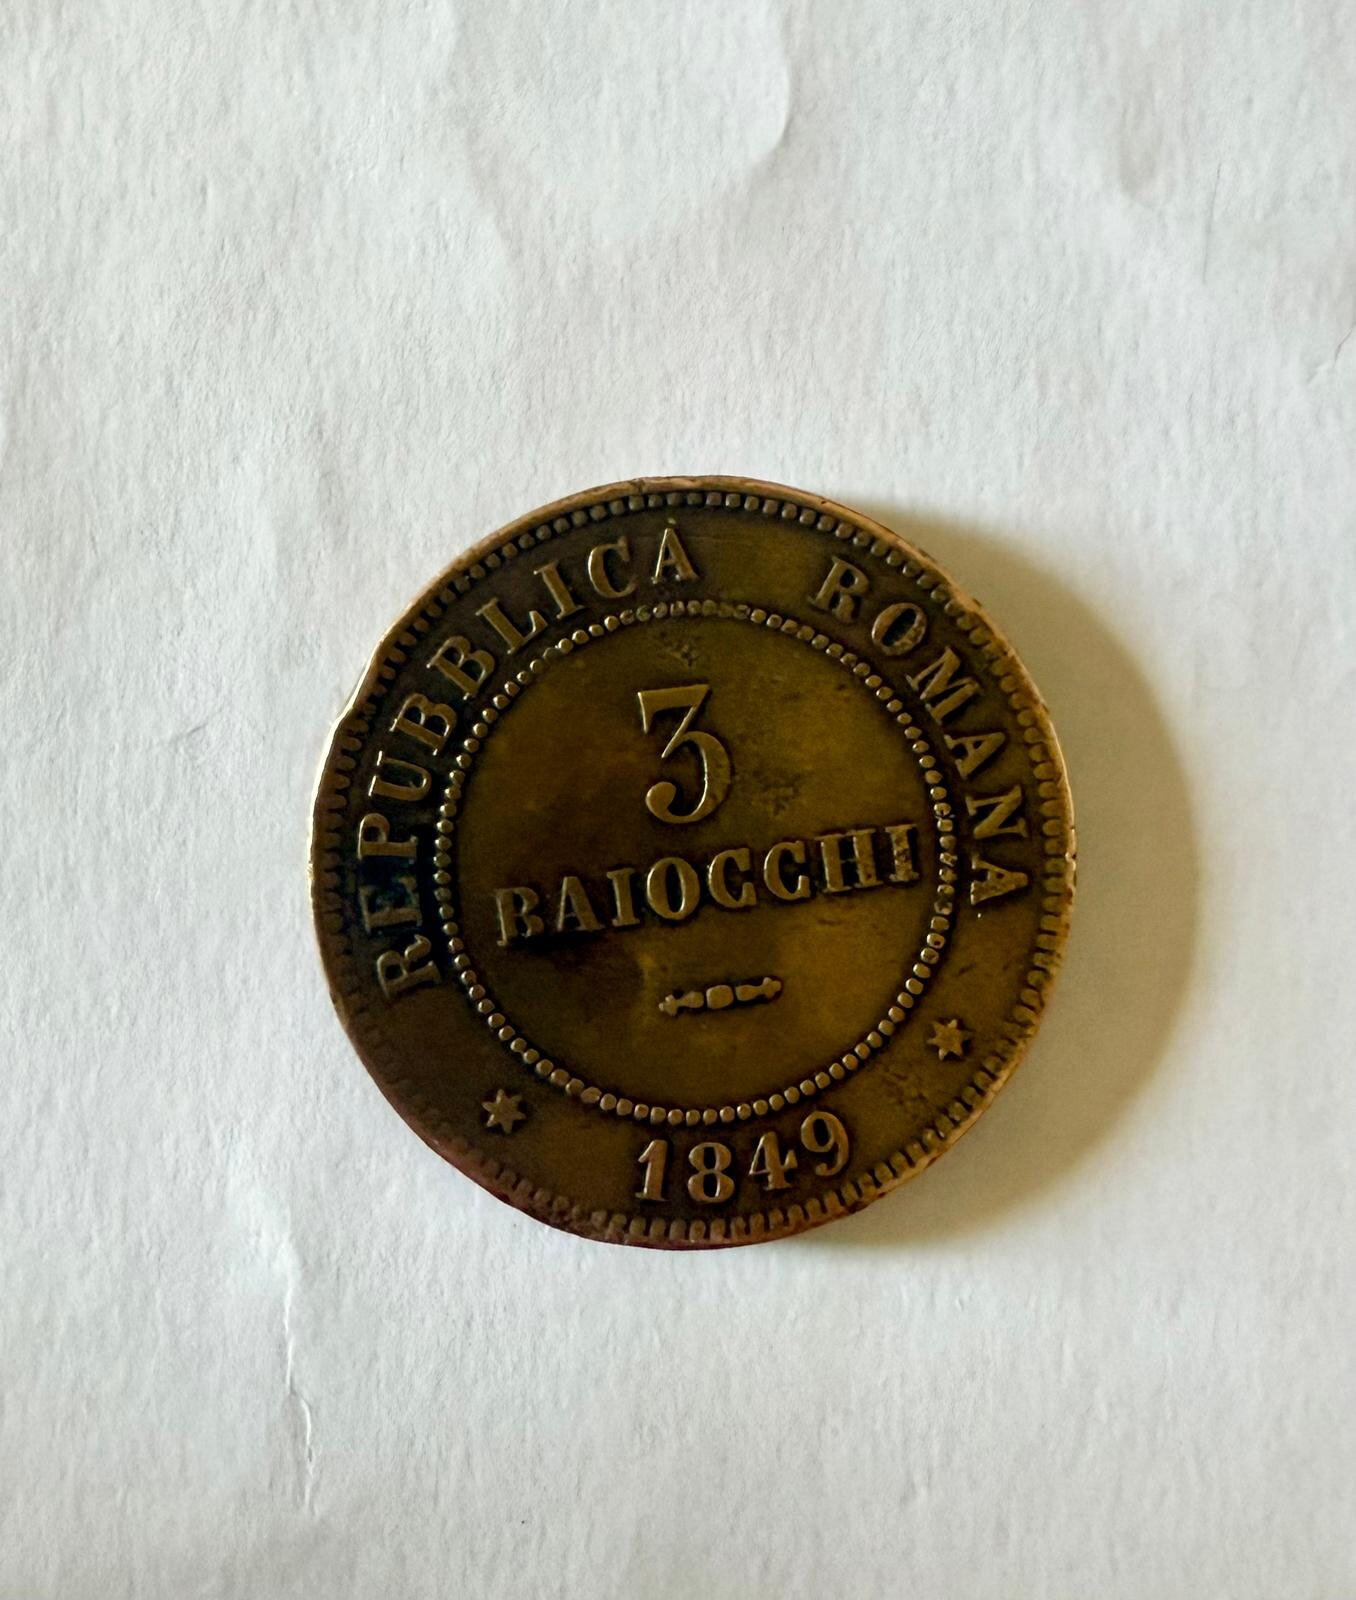 REPUBBLICA ROMANA
3
BAIOCCHI
1849